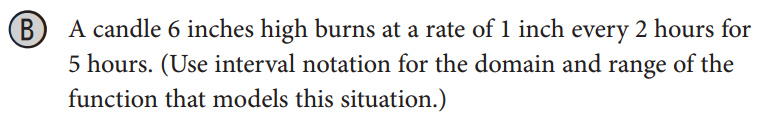 B A candle 6 inches high burns at a rate of 1 inch every 2 hours for
5 hours. (Use interval notation for the domain and range of the
function that models this situation.)